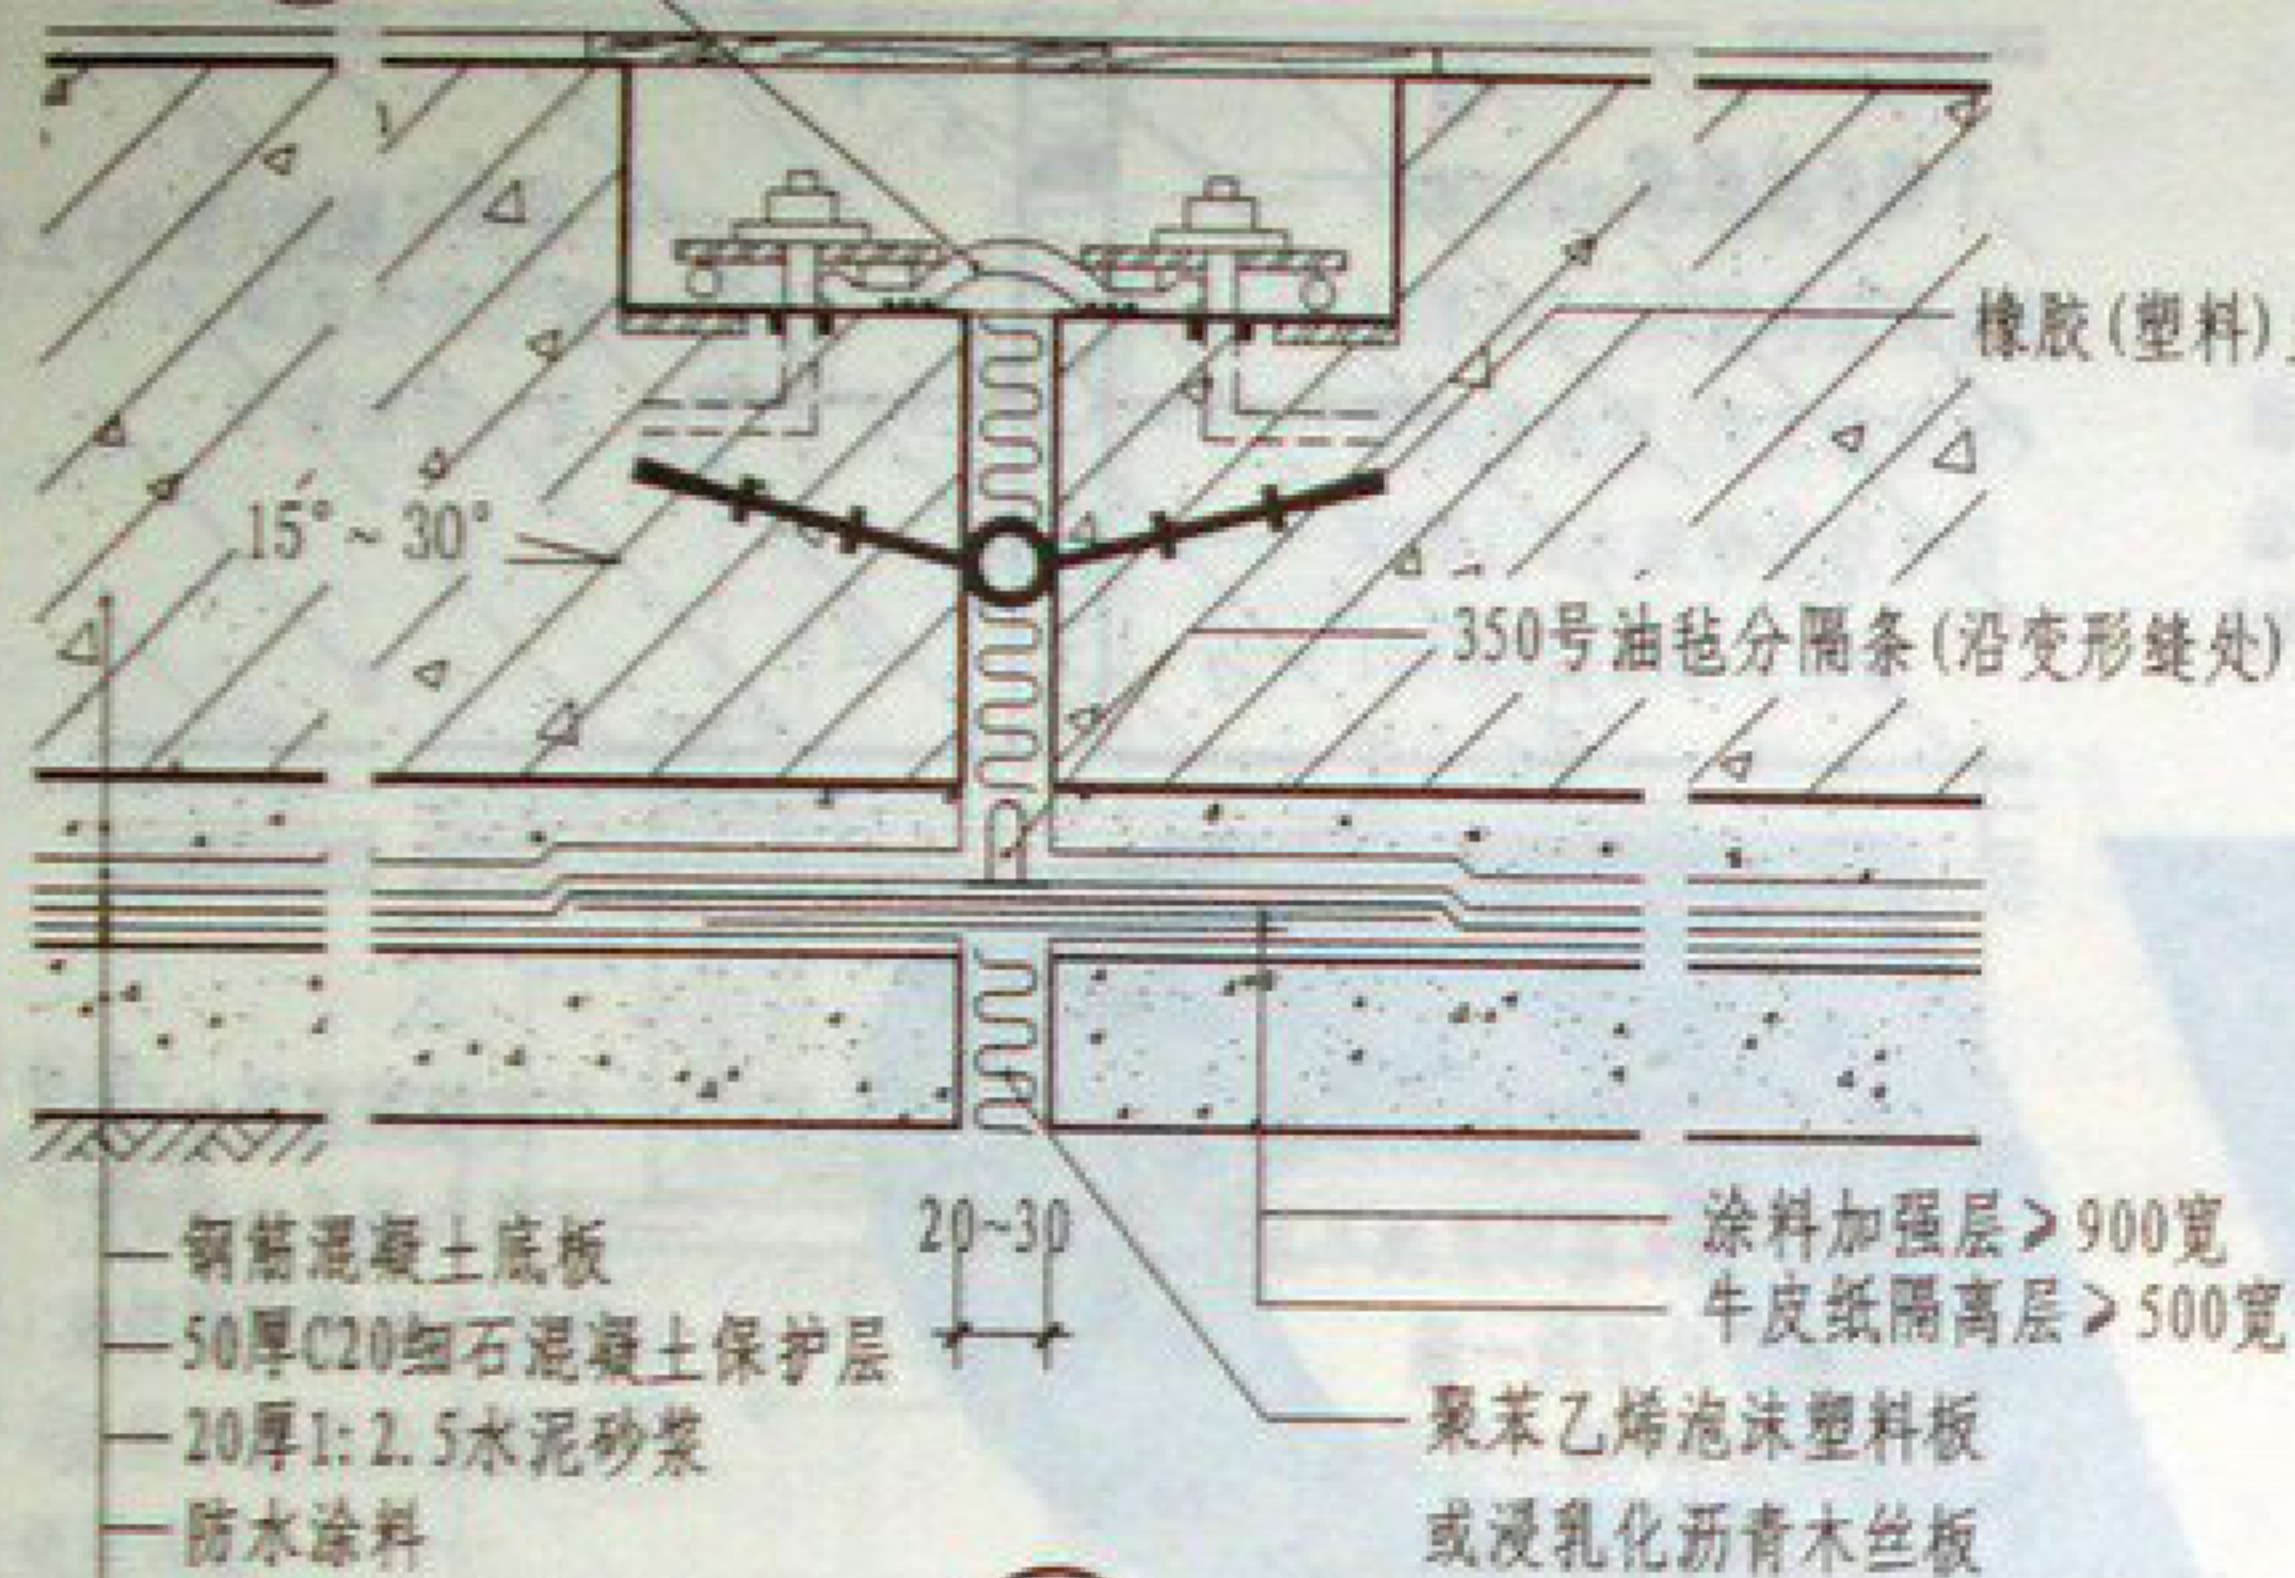 橡胶(塑料)
15°~30°
350号油毡分隔条(沿变形缝处)
20~30
涂料加强层≥900宽
牛皮纸隔离层≥500宽
钢筋混凝土底板
50厚C20细石混凝土保护层
20厚1:2.5水泥砂浆
防水涂料
聚苯乙烯泡沫塑料板
或浸乳化沥青木丝板